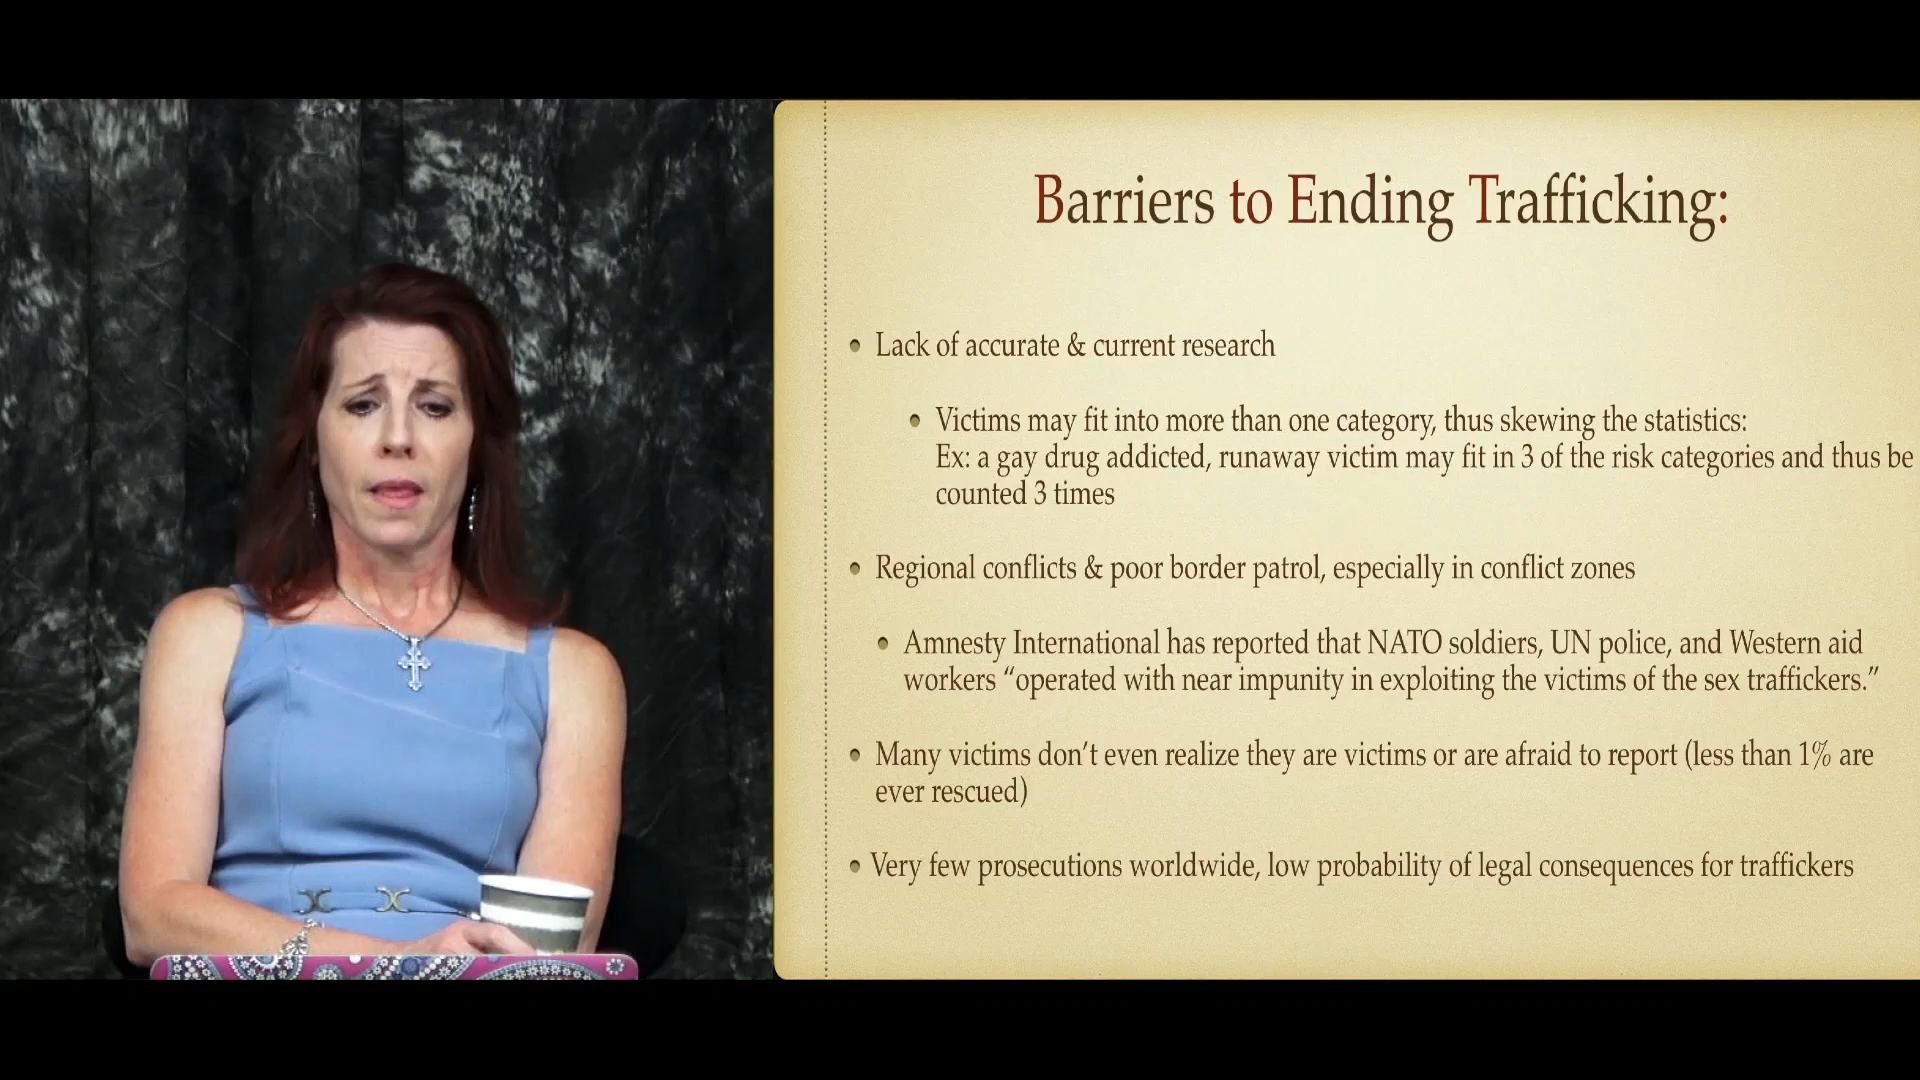 Barriers to Ending Trafficking:
• Lack of accurate & current research
• Victims may fit into more than one category, thus skewing the statistics:
Ex: a gay drug addicted, runaway victim may fit in 3 of the risk categories and thus be
counted 3 times
• Regional conflicts & poor border patrol, especially in conflict zones
• Amnesty International has reported that NATO soldiers, UN police, and Western aid
workers “operated with near impunity in exploiting the victims of the sex traffickers.”
• Many victims don’t even realize they are victims or are afraid to report (less than 1% are
ever rescued)
• Very few prosecutions worldwide, low probability of legal consequences for traffickers